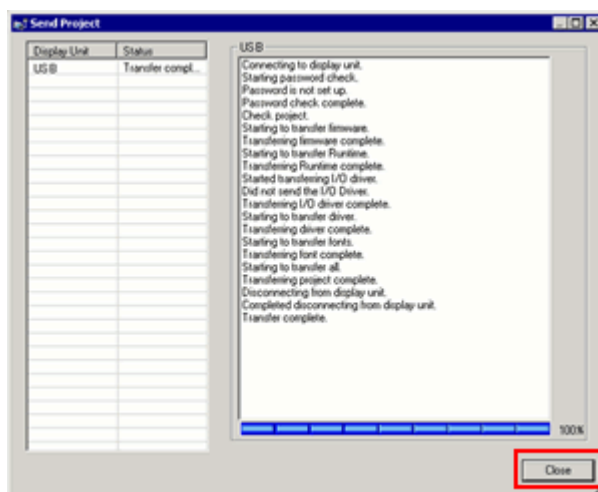 Send Project
Display Unit Status
USB Transfer compl...
USB
Connecting to display unit.
Starting password check.
Password is not set up.
Password check complete.
Check project.
Starting to transfer firmware.
Transferring firmware complete.
Starting to transfer Runtime.
Transferring Runtime complete.
Started transferring I/O driver.
Did not send the I/O Driver.
Transferring I/O driver complete.
Starting to transfer driver.
Transferring driver complete.
Starting to transfer fonts.
Transferring font complete.
Starting to transfer all.
Transferring project complete.
Disconnecting from display unit.
Completed disconnecting from display unit.
Transfer complete.
100%
Close